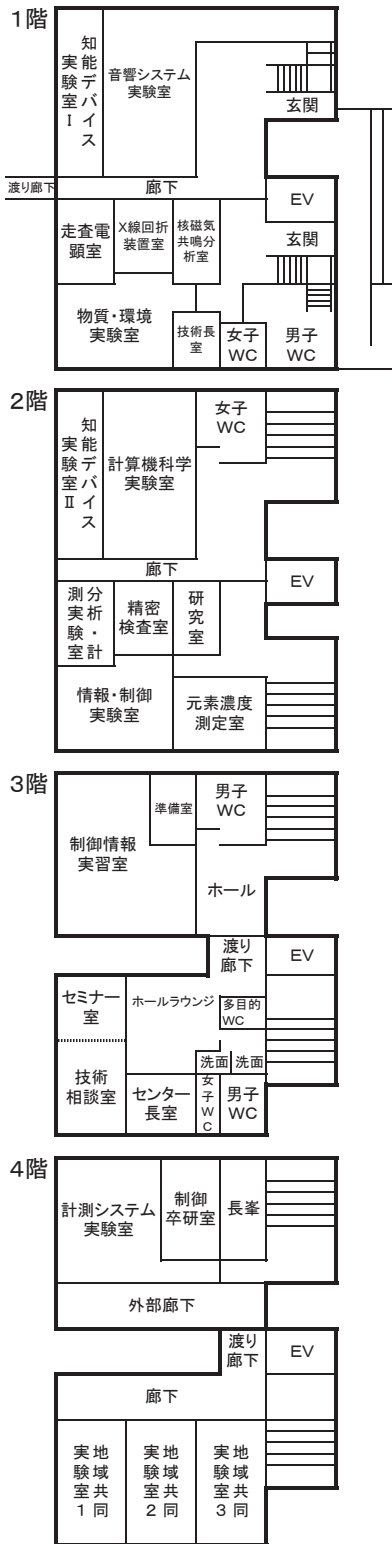 1階
知能デバイス
実験室Ⅰ
音響システム
実験室
玄関
渡り廊下
廊下
EV
走査電
顕室
X線回折
装置室
核磁気
共鳴分
析室
玄関
物質・環境
実験室
技術長
室
女子
WC
男子
WC
2階
知能デバイス
実験室Ⅱ
計算機科学
実験室
女子
WC
廊下
EV
分析・計
測実験室
精密
検査室
研
究
室
情報・制御
実験室
元素濃度
測定室
3階
制御情報
実習室
準備室
男子
WC
ホール
渡り
廊下
EV
セミナー
室
ホールラウンジ
多目的
WC
技術
相談室
洗面
洗面
センター
長室
女子WC
男子
WC
4階
計測システム
実験室
制御
卒研室
長峯
外部廊下
渡り
廊下
EV
廊下
地域共同
実験室1
地域共同
実験室2
地域共同
実験室3